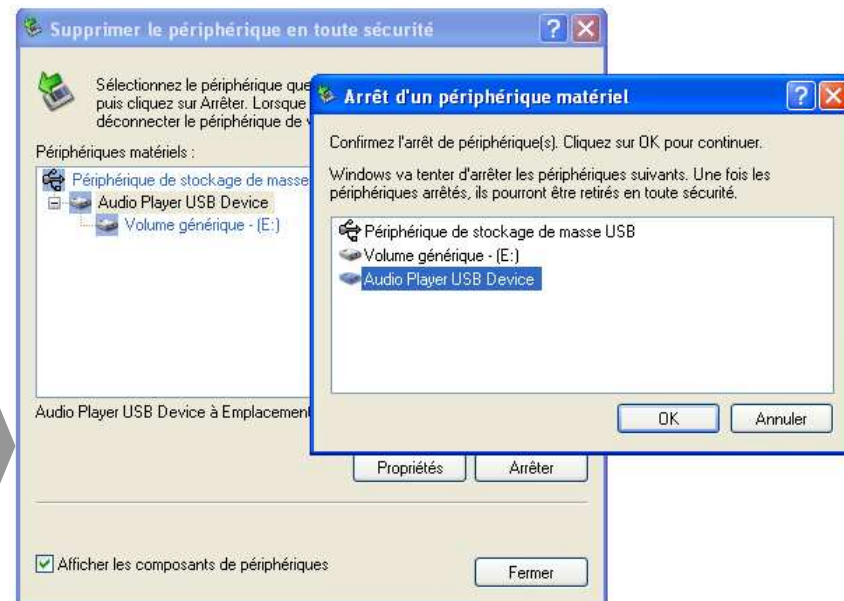 Supprimer le périphérique en toute sécurité
Sélectionnez le périphérique que
puis cliquez sur Arrêter. Lorsque
déconnecter le périphérique de
Périphériques matériels :
Périphérique de stockage de masse
Audio Player USB Device
Volume générique - (E:)
Audio Player USB Device à Emplacement
Propriétés
Arrêter
Afficher les composants de périphériques
Fermer
Arrêt d'un périphérique matériel
Confirmez l'arrêt de périphérique(s). Cliquez sur OK pour continuer.
Windows va tenter d'arrêter les périphériques suivants. Une fois les
périphériques arrêtés, ils pourront être retirés en toute sécurité.
Périphérique de stockage de masse USB
Volume générique - (E:)
Audio Player USB Device
OK
Annuler